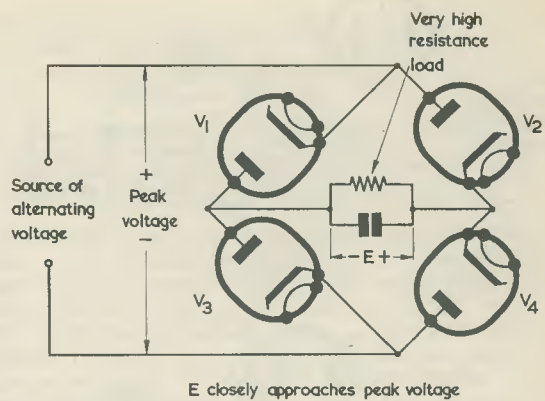 Very high
resistance
load
V1
V2
Source of
alternating
voltage
+
Peak
voltage
–
– E +
V3
V4
E closely approaches peak voltage